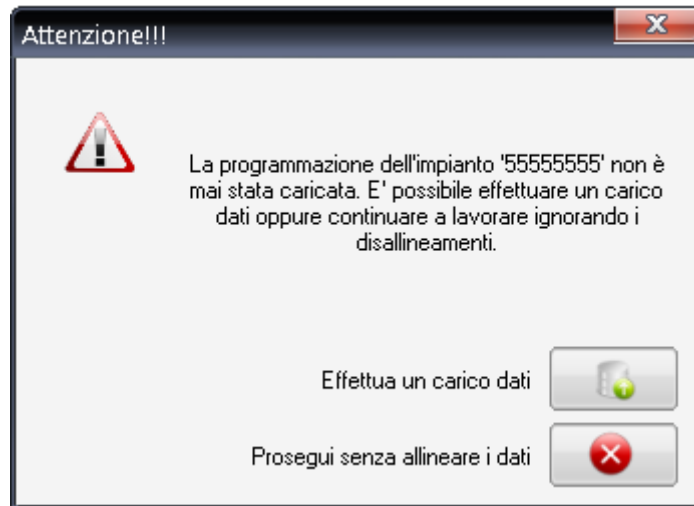 Attenzione!!!
La programmazione dell'impianto '55555555' non è
mai stata caricata. E' possibile effettuare un carico
dati oppure continuare a lavorare ignorando i
disallineamenti.
Effettua un carico dati
Prosegui senza allineare i dati